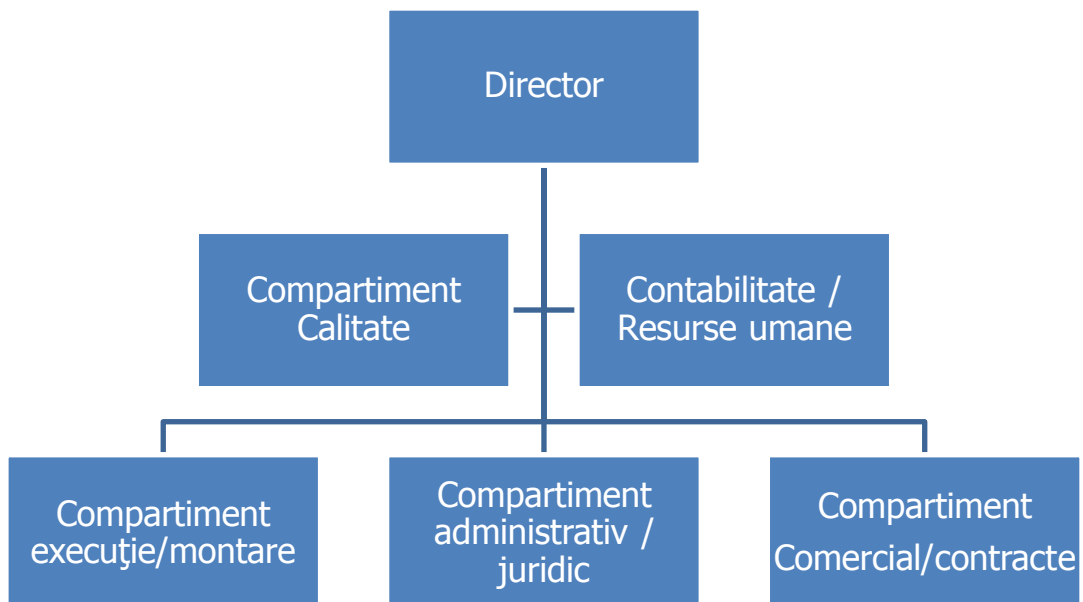 Director
Compartiment
Calitate
Contabilitate /
Resurse umane
Compartiment
execuţie/montare
Compartiment
administrativ /
juridic
Compartiment
Comercial/contracte